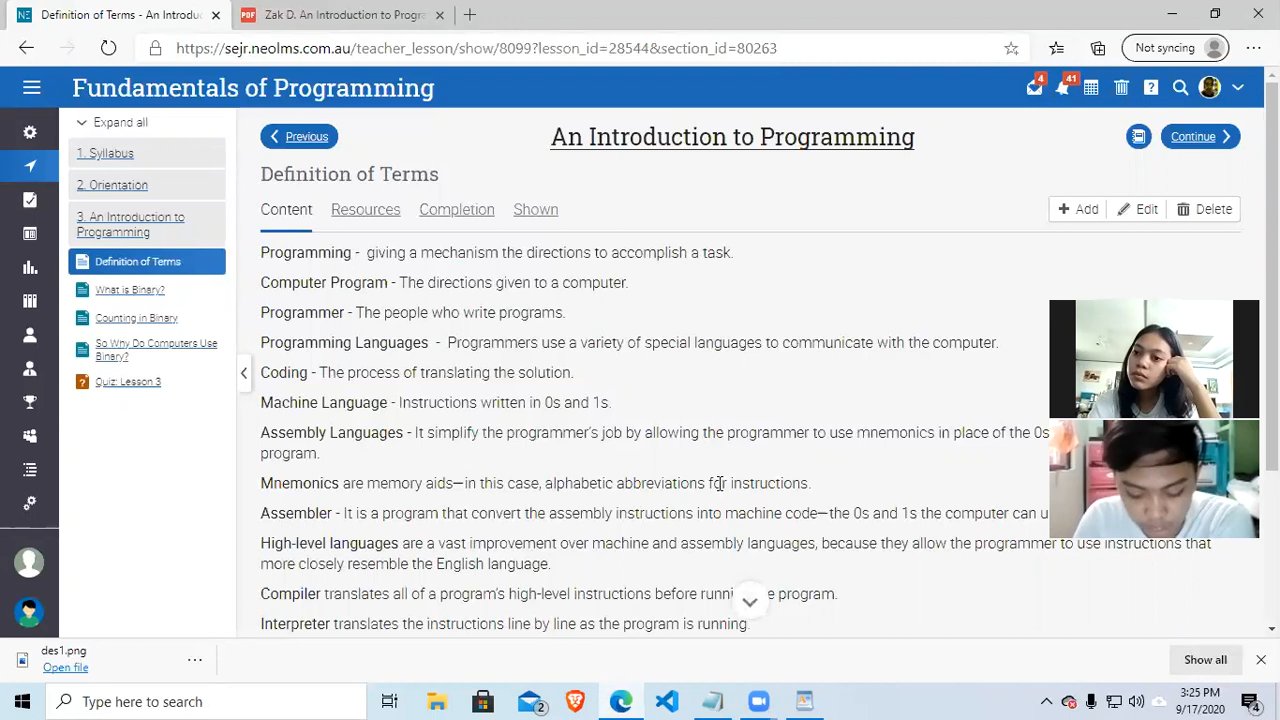 Definition of Terms - An Introduc
Zak D. An Introduction to Progra
https://sejr.neolms.com.au/teacher_lesson/show/8099?lesson_id=28544&section_id=80263
Not syncing
Fundamentals of Programming
4
41
Expand all
Previous
An Introduction to Programming
Continue
1. Syllabus
2. Orientation
3. An Introduction to
Programming
Definition of Terms
What is Binary?
Counting in Binary
So Why Do Computers Use
Binary?
Quiz: Lesson 3
Definition of Terms
Content
Resources
Completion
Shown
Add
Edit
Delete
Programming - giving a mechanism the directions to accomplish a task.
Computer Program - The directions given to a computer.
Programmer - The people who write programs.
Programming Languages - Programmers use a variety of special languages to communicate with the computer.
Coding - The process of translating the solution.
Machine Language - Instructions written in 0s and 1s.
Assembly Languages - It simplify the programmer's job by allowing the programmer to use mnemonics in place of the 0s
program.
Mnemonics are memory aids—in this case, alphabetic abbreviations for instructions.
Assembler - It is a program that convert the assembly instructions into machine code—the 0s and 1s the computer can
High-level languages are a vast improvement over machine and assembly languages, because they allow the programmer to use instructions that
more closely resemble the English language.
Compiler translates all of a program's high-level instructions before program.
Interpreter translates the instructions line by line as the program is running.
des1.png
Open file
Show all
Type here to search
2
3:25 PM
9/17/2020
4